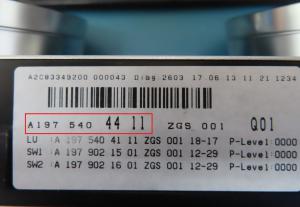 A2C83349200 000043 Diag 2603 17 06 13 11 21 1234
A197 540 44 11 ZGS 001 Q01
LU :A 197 540 41 11 ZGS 001 18-17 P-Level:0000
SW1 :A 197 902 15 01 ZGS 001 12-29 P-Level:0000
SW2 :A 197 902 16 01 ZGS 001 12-29 P-Level:0000